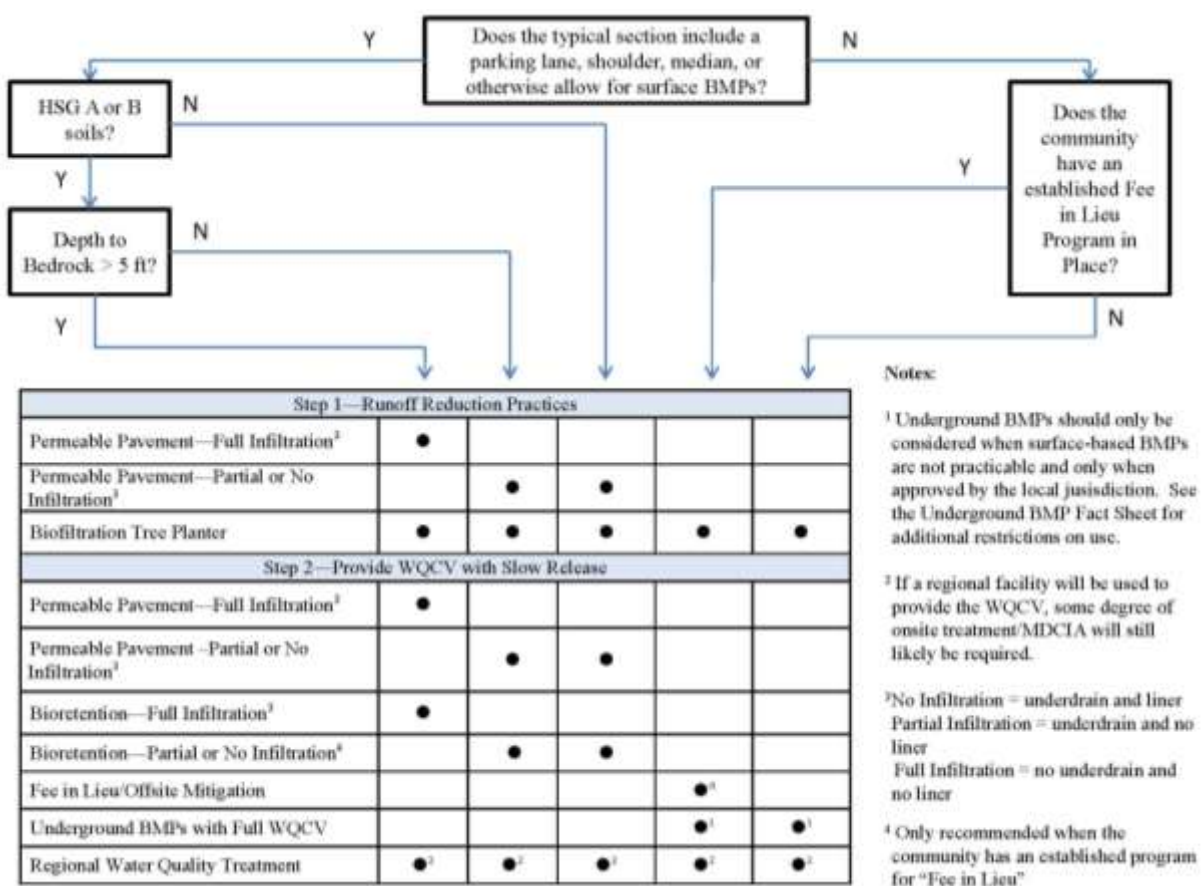 Does the typical section include a
parking lane, shoulder, median, or
otherwise allow for surface BMPs?
Y
N
HSG A or B
soils?
N
Y
Does the
community
have an
established Fee
in Lieu
Program in
Place?
Y
N
Depth to
Bedrock > 5 ft?
N
Y
Step 1—Runoff Reduction Practices
Permeable Pavement—Full Infiltration³
Permeable Pavement—Partial or No
Infiltration³
Biofiltration Tree Planter
Step 2—Provide WQCV with Slow Release
Permeable Pavement—Full Infiltration³
Permeable Pavement –Partial or No
Infiltration³
Bioretention—Full Infiltration³
Bioretention—Partial or No Infiltration⁴
Fee in Lieu/Offsite Mitigation
●⁴
Underground BMPs with Full WQCV
●¹ ●¹
Regional Water Quality Treatment
●² ●² ●² ●² ●²
Notes:
¹ Underground BMPs should only be
considered when surface-based BMPs
are not practicable and only when
approved by the local jusisdiction. See
the Underground BMP Fact Sheet for
additional restrictions on use.
² If a regional facility will be used to
provide the WQCV, some degree of
onsite treatment/MDCIA will still
likely be required.
³No Infiltration = underdrain and liner
Partial Infiltration = underdrain and no
liner
Full Infiltration = no underdrain and
no liner
⁴ Only recommended when the
community has an established program
for "Fee in Lieu"